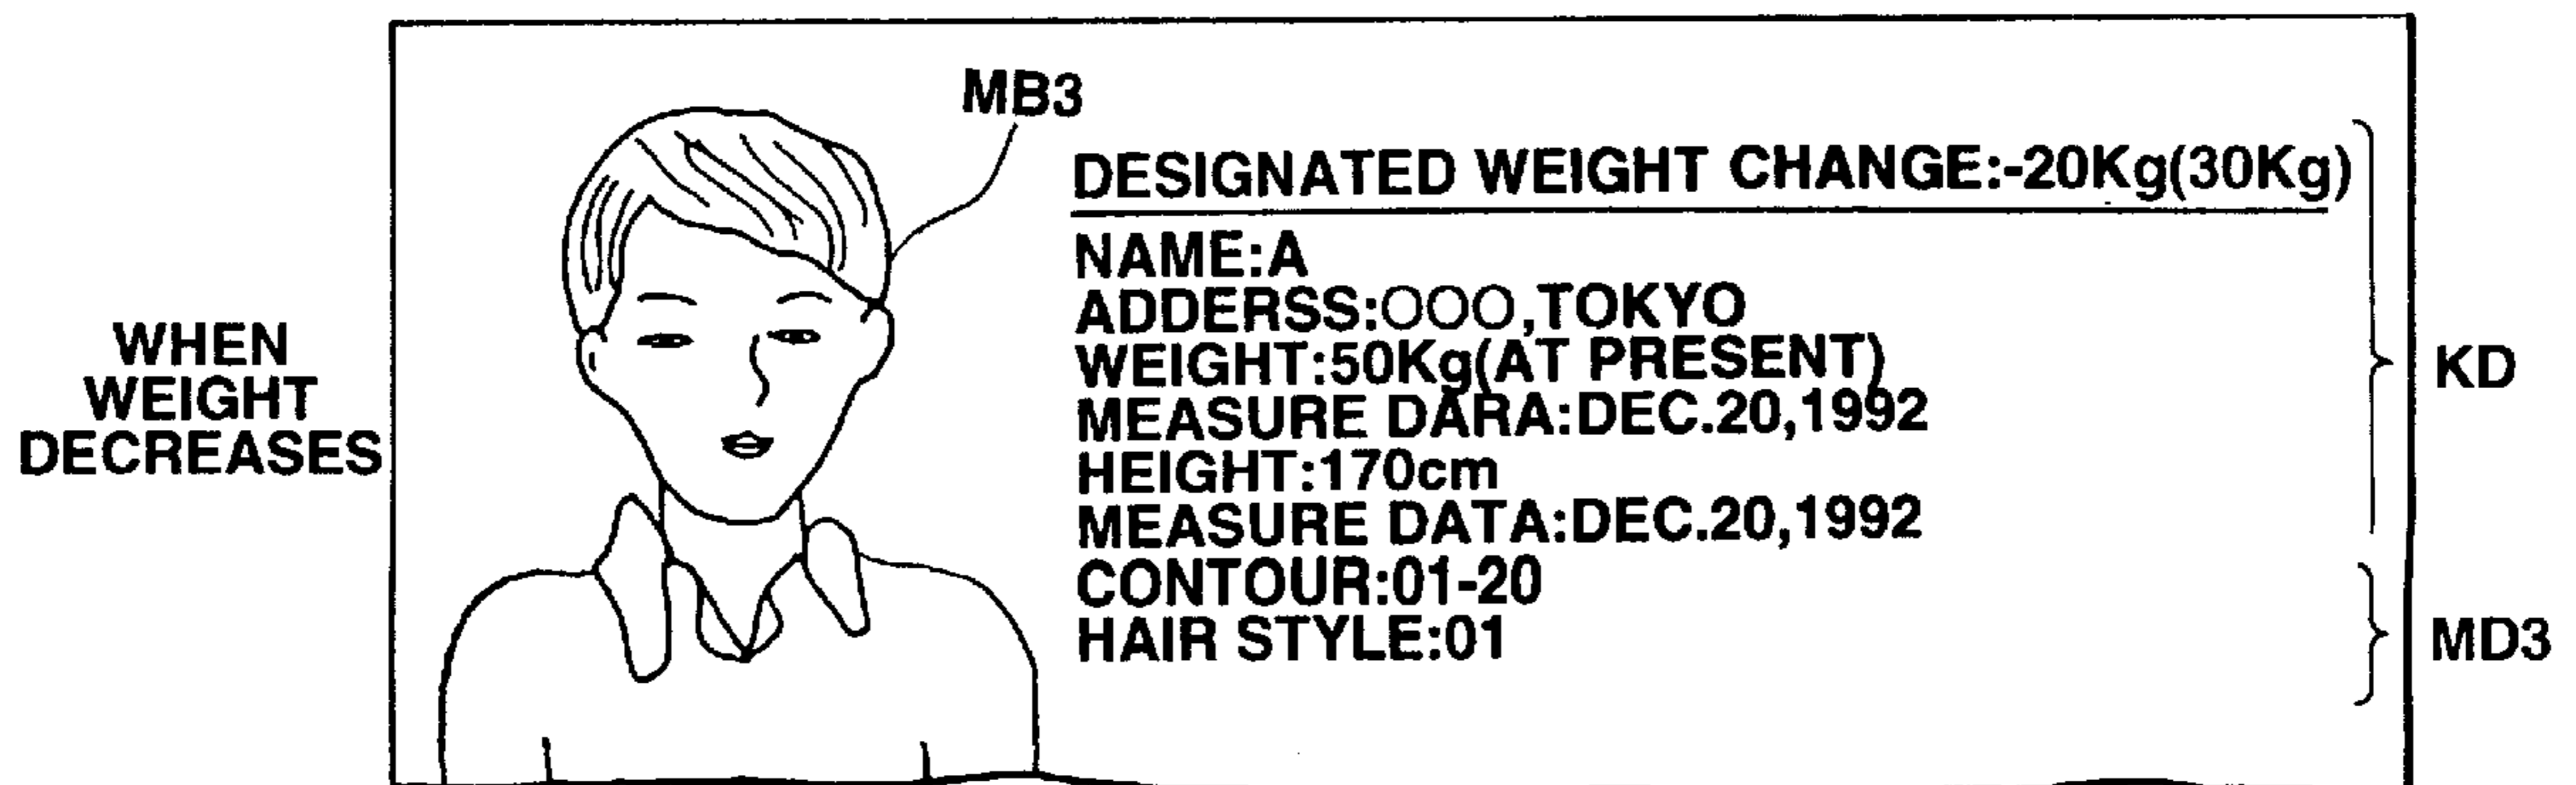 MB3
DESIGNATED WEIGHT CHANGE:-20Kg(30Kg)
NAME:A
ADDERSS:○○○,TOKYO
WEIGHT:50Kg(AT PRESENT)
MEASURE DARA:DEC.20,1992
HEIGHT:170cm
MEASURE DATA:DEC.20,1992
CONTOUR:01-20
HAIR STYLE:01
WHEN
WEIGHT
DECREASES
KD
MD3